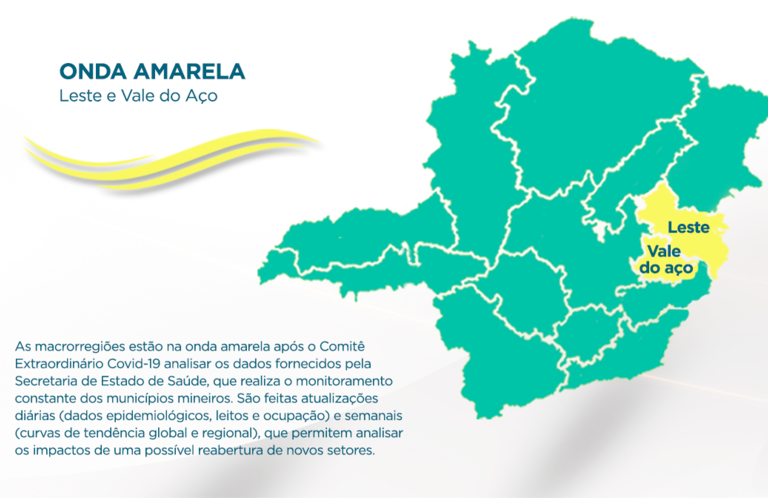 ONDA AMARELA
Leste e Vale do Aço
Leste
Vale
do aço
As macrorregiões estão na onda amarela após o Comitê
Extraordinário Covid-19 analisar os dados fornecidos pela
Secretaria de Estado de Saúde, que realiza o monitoramento
constante dos municípios mineiros. São feitas atualizações
diárias (dados epidemiológicos, leitos e ocupação) e semanais
(curvas de tendência global e regional), que permitem analisar
os impactos de uma possível reabertura de novos setores.